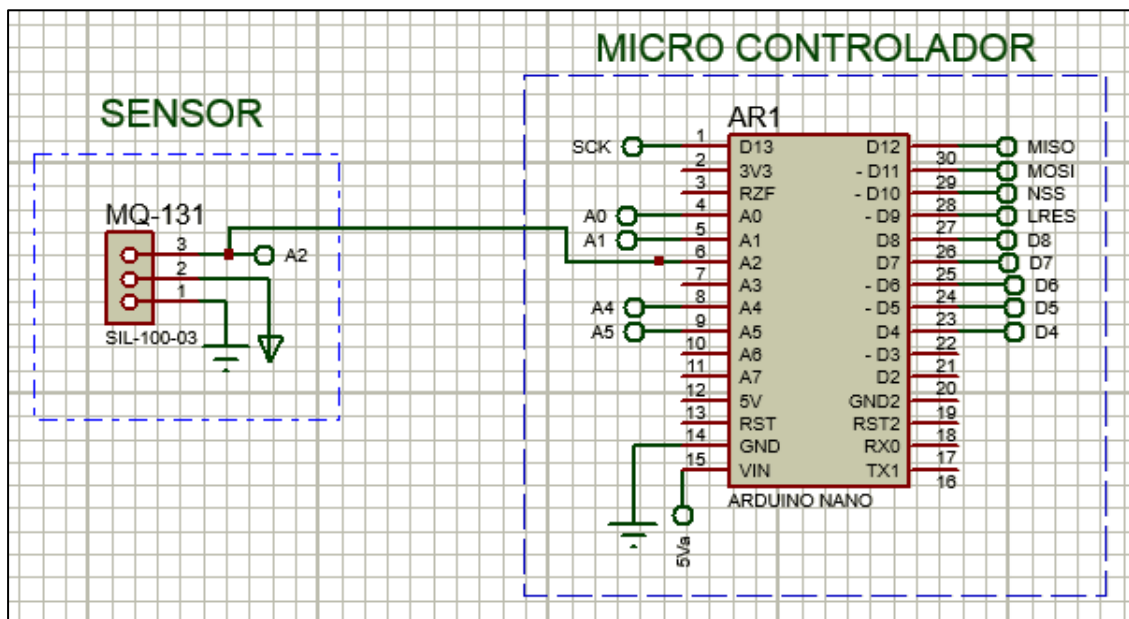 MICRO CONTROLADOR
SENSOR
MQ-131
3
2
1
A2
SIL-100-03
AR1
SCK 1 D13 D12 30 MISO
2 3V3 - D11 29 MOSI
3 RZF - D10 28 NSS
A0 4 A0 - D9 27 LRES
A1 5 A1 D8 26 D8
6 A2 D7 25 D7
7 A3 - D6 24 D6
A4 8 A4 - D5 23 D5
A5 9 A5 D4 22 D4
10 A6 - D3 21
11 A7 D2 20
12 5V GND2 19
13 RST RST2 18
14 GND RX0 17
15 VIN TX1 16
ARDUINO NANO
5Va